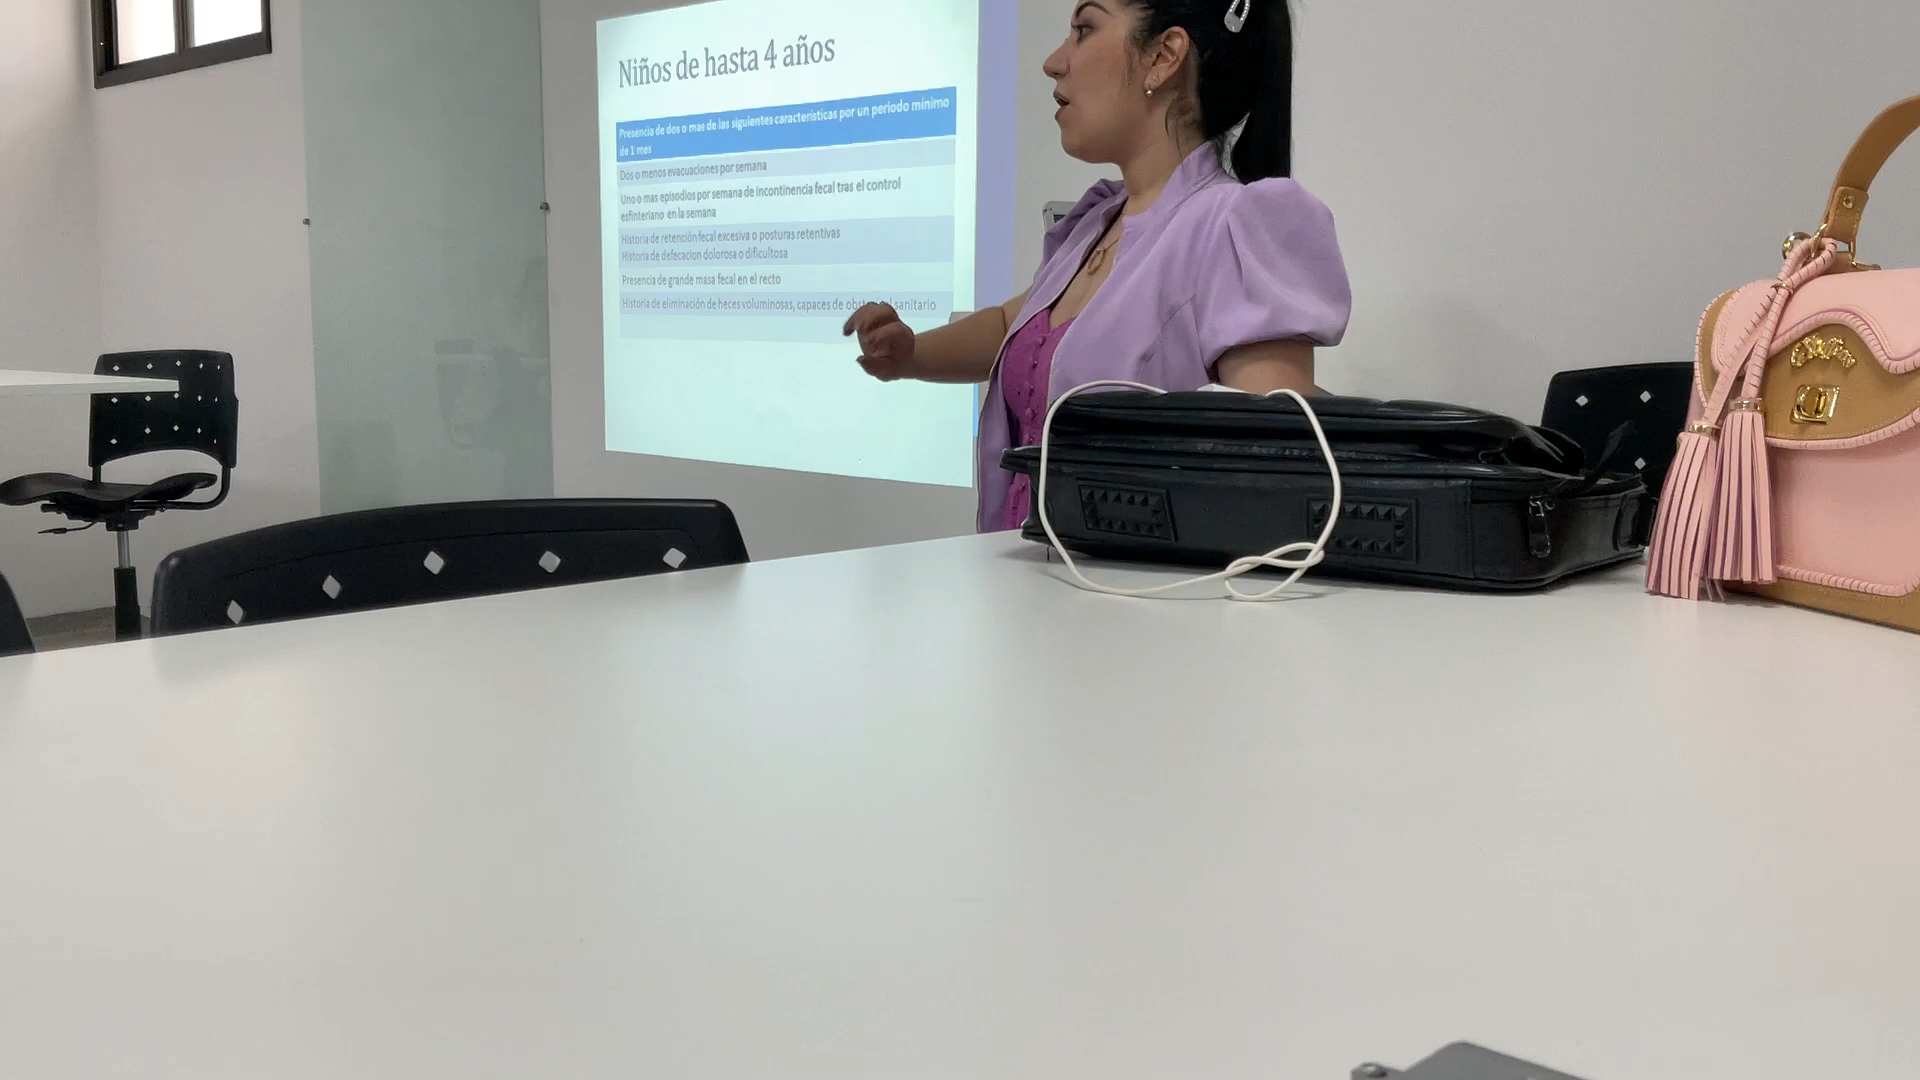 Niños de hasta 4 años
Presencia de dos o mas de las siguientes caracteristicas por un periodo mínimo
de 1 mes
Dos o menos evacuaciones por semana
Uno o mas episodios por semana de incontinencia fecal tras el control
esfinteriano en la semana
Historia de retención fecal excesiva o posturas retentivas
Historia de defecacion dolorosa o dificultosa
Presencia de grande masa fecal en el recto
Historia de eliminación de heces voluminosas, capaces de sanitario